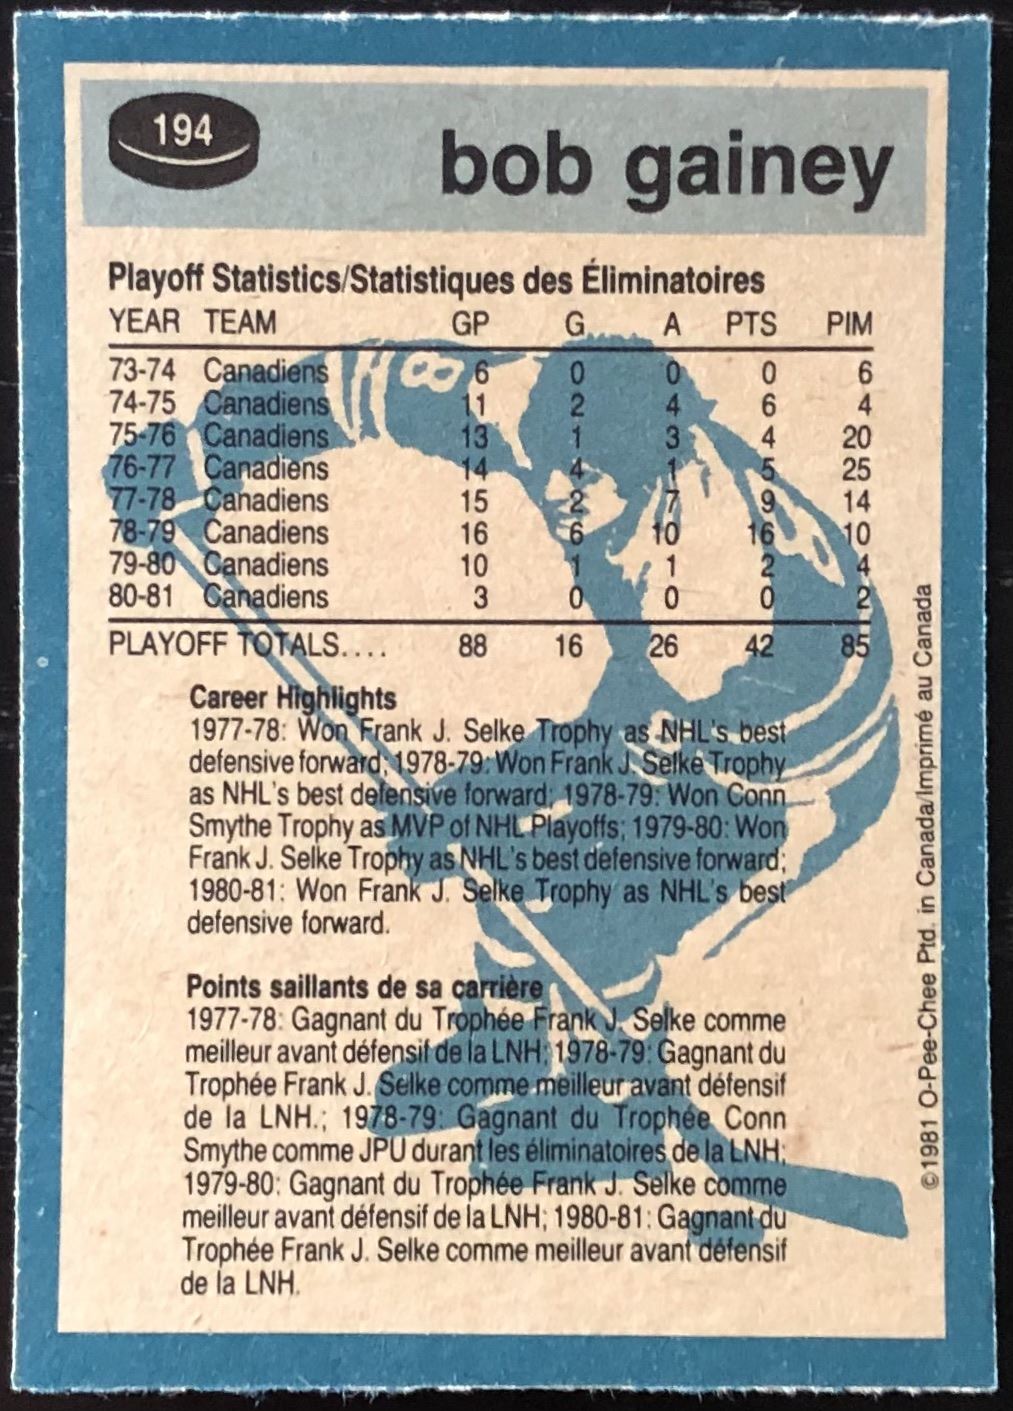 194
bob gainey
Playoff Statistics/Statistiques des Éliminatoires
YEAR TEAM GP G A PTS PIM
73-74 Canadiens 6 0 0 0 6
74-75 Canadiens 11 2 4 6 4
75-76 Canadiens 13 1 3 4 20
76-77 Canadiens 14 4 1 5 25
77-78 Canadiens 15 2 7 9 14
78-79 Canadiens 16 6 10 16 10
79-80 Canadiens 10 1 1 2 4
80-81 Canadiens 3 0 0 0 2
PLAYOFF TOTALS.... 88 16 26 42 85
Career Highlights
1977-78: Won Frank J. Selke Trophy as NHL's best
defensive forward; 1978-79: Won Frank J. Selke Trophy
as NHL's best defensive forward; 1978-79: Won Conn
Smythe Trophy as MVP of NHL Playoffs; 1979-80: Won
Frank J. Selke Trophy as NHL's best defensive forward;
1980-81: Won Frank J. Selke Trophy as NHL's best
defensive forward.
Points saillants de sa carrière
1977-78: Gagnant du Trophée Frank J. Selke comme
meilleur avant défensif de la LNH; 1978-79: Gagnant du
Trophée Frank J. Selke comme meilleur avant défensif
de la LNH.; 1978-79: Gagnant du Trophée Conn
Smythe comme JPU durant les éliminatoires de la LNH;
1979-80: Gagnant du Trophée Frank J. Selke comme
meilleur avant défensif de la LNH; 1980-81: Gagnant du
Trophée Frank J. Selke comme meilleur avant défensif
de la LNH.
©1981 O-Pee-Chee Ptd. in Canada/Imprimé au Canada
8